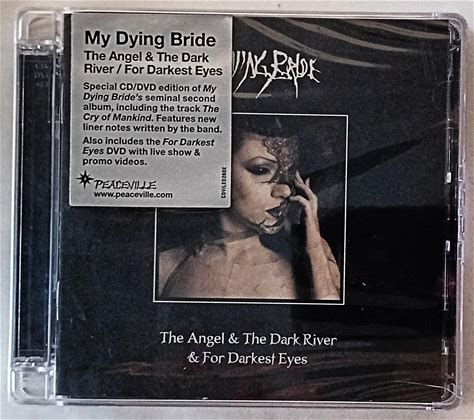 My Dying Bride
The Angel & The Dark
River / For Darkest Eyes
Special CD/DVD edition of My
Dying Bride's seminal second
album, including the track The
Cry of Mankind. Features new
liner notes written by the band.
Also includes the For Darkest
Eyes DVD with live show &
promo videos.
PEACEVILLE
www.peaceville.com
CDVILED280X
YING BRIDE
The Angel & The Dark River
& For Darkest Eyes